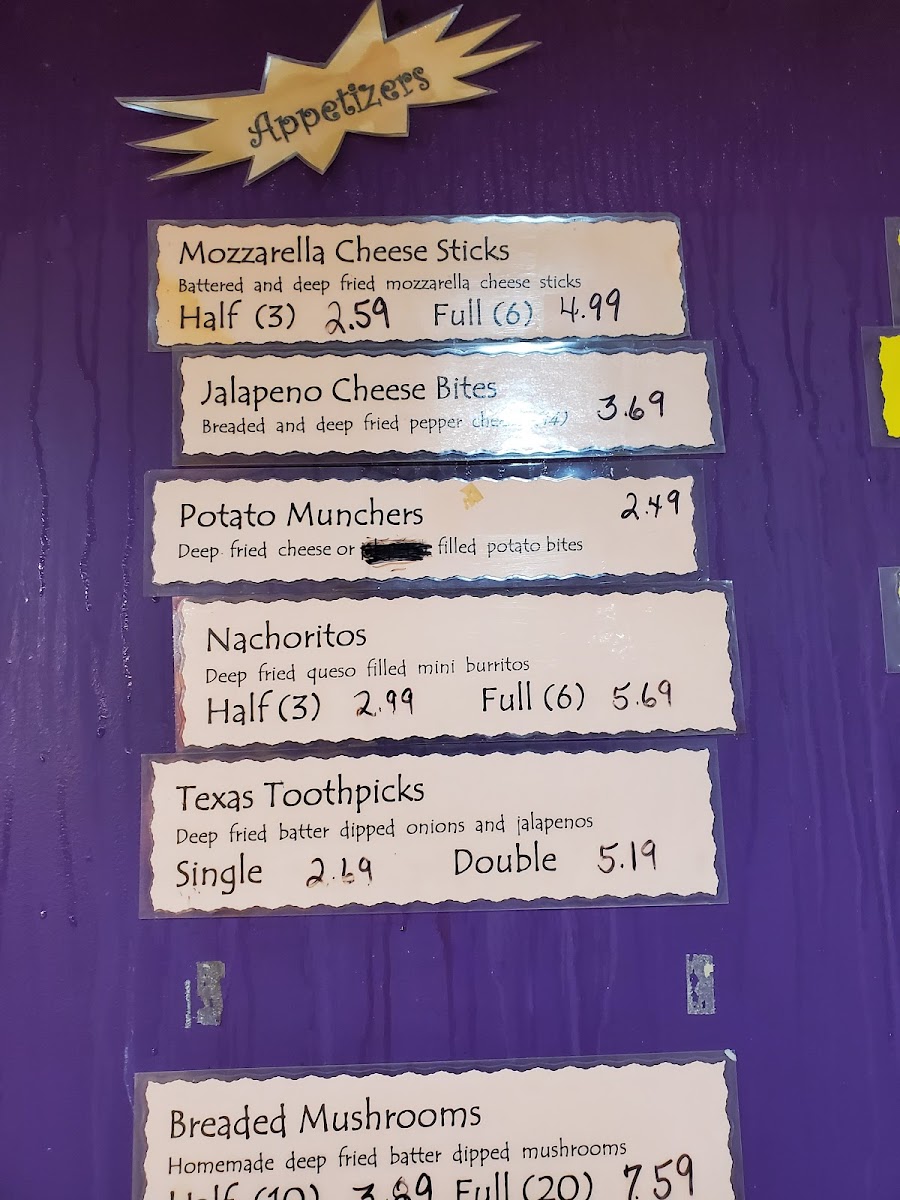 Appetizers
Mozzarella Cheese Sticks
Battered and deep fried mozzarella cheese sticks
Half (3) 2.59 Full (6) 4.99
Jalapeno Cheese Bites
3.69
Breaded and deep fried pepper
Potato Munchers
2.49
Deep fried cheese or filled potato bites
Nachoritos
Deep fried queso filled mini burritos
Half (3) 2.99 Full (6) 5.69
Texas Toothpicks
Deep fried batter dipped onions and jalapenos
Single 2.69 Double 5.19
Breaded Mushrooms
Homemade deep fried batter dipped mushrooms
Half (10) Full (20) 7.59